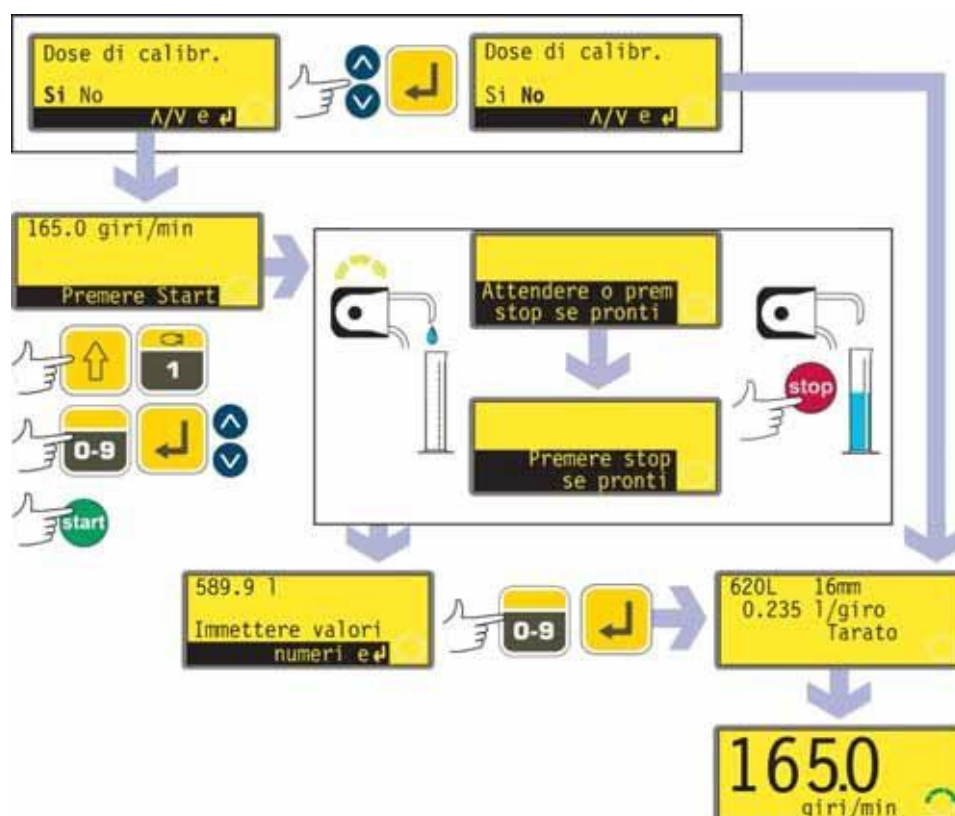 Dose di calibr.
Si No
∧/∨ e ↲
Dose di calibr.
Si No
∧/∨ e ↲
165.0 giri/min
Premere Start
1
0-9
start
Attendere o prem
stop se pronti
Premere stop
se pronti
stop
589.9 l
Immettere valori
numeri e↲
0-9
620L 16mm
0.235 l/giro
Tarato
165.0
giri/min